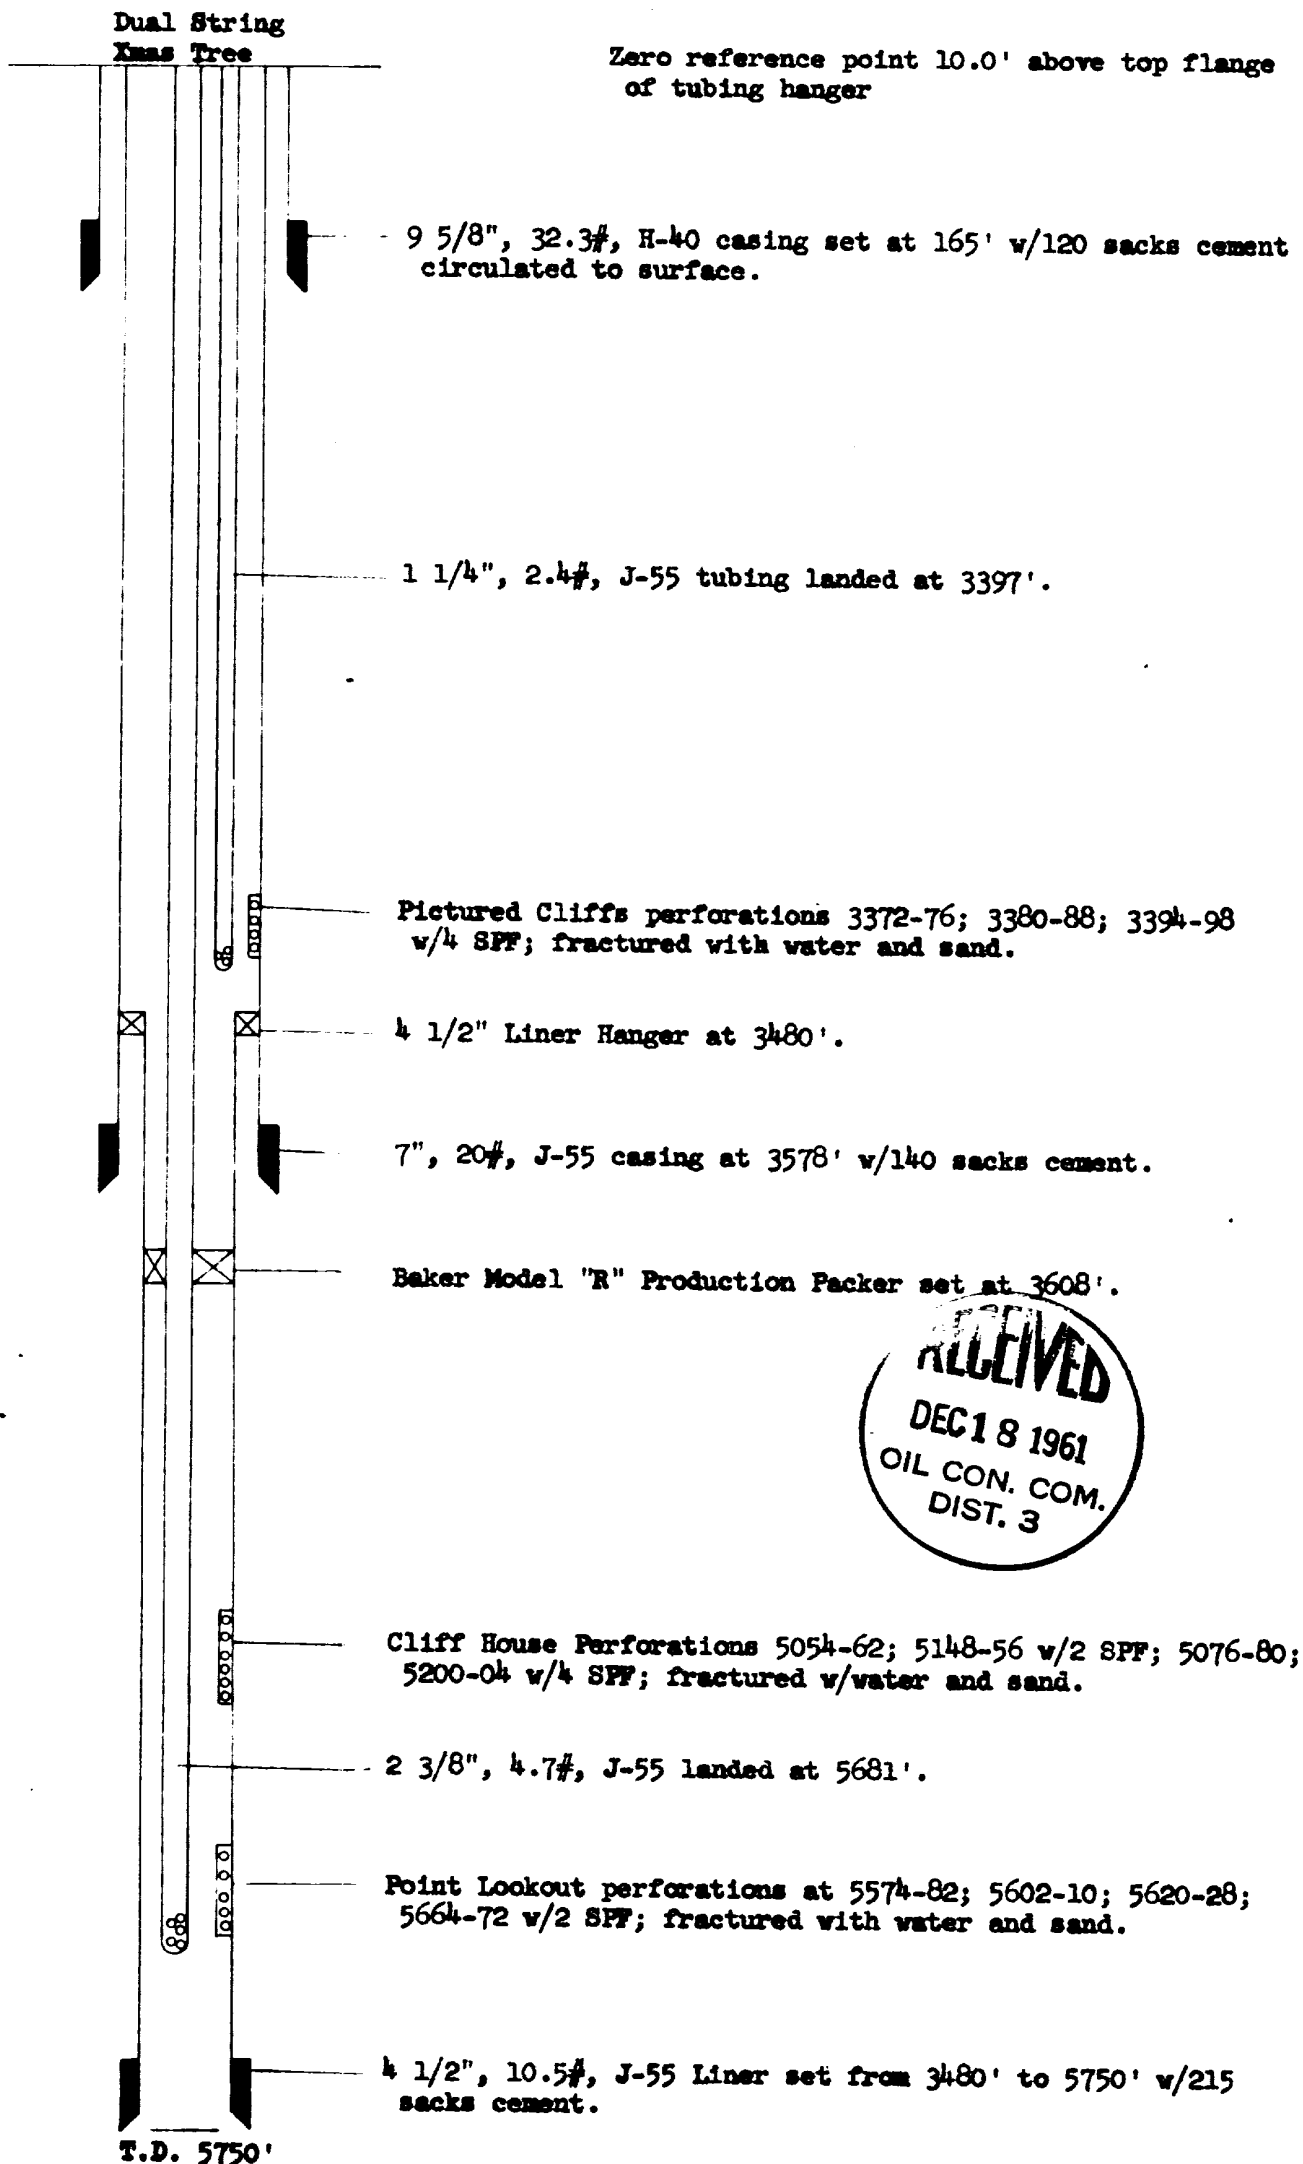 Dual String
Xmas Tree
Zero reference point 10.0' above top flange
of tubing hanger
9 5/8", 32.3#, H-40 casing set at 165' w/120 sacks cement
circulated to surface.
1 1/4", 2.4#, J-55 tubing landed at 3397'.
Pictured Cliffs perforations 3372-76; 3380-88; 3394-98
w/4 SPF; fractured with water and sand.
4 1/2" Liner Hanger at 3480'.
7", 20#, J-55 casing at 3578' w/140 sacks cement.
Baker Model "R" Production Packer set at 3608'.
RECEIVED
DEC 18 1961
OIL CON. COM.
DIST. 3
Cliff House Perforations 5054-62; 5148-56 w/2 SPF; 5076-80;
5200-04 w/4 SPF; fractured w/water and sand.
2 3/8", 4.7#, J-55 landed at 5681'.
Point Lookout perforations at 5574-82; 5602-10; 5620-28;
5664-72 w/2 SPF; fractured with water and sand.
4 1/2", 10.5#, J-55 Liner set from 3480' to 5750' w/215
sacks cement.
T.D. 5750'